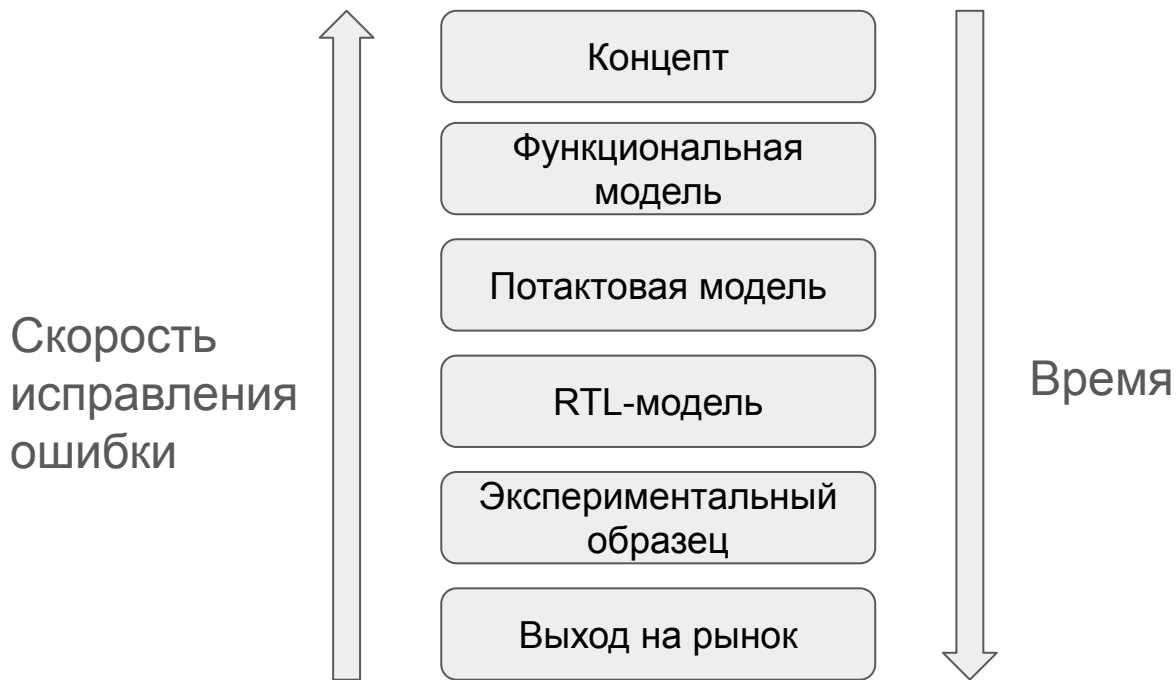 Концепт
Функциональная
модель
Потактовая модель
Скорость
исправления
ошибки
RTL-модель
Время
Экспериментальный
образец
Выход на рынок